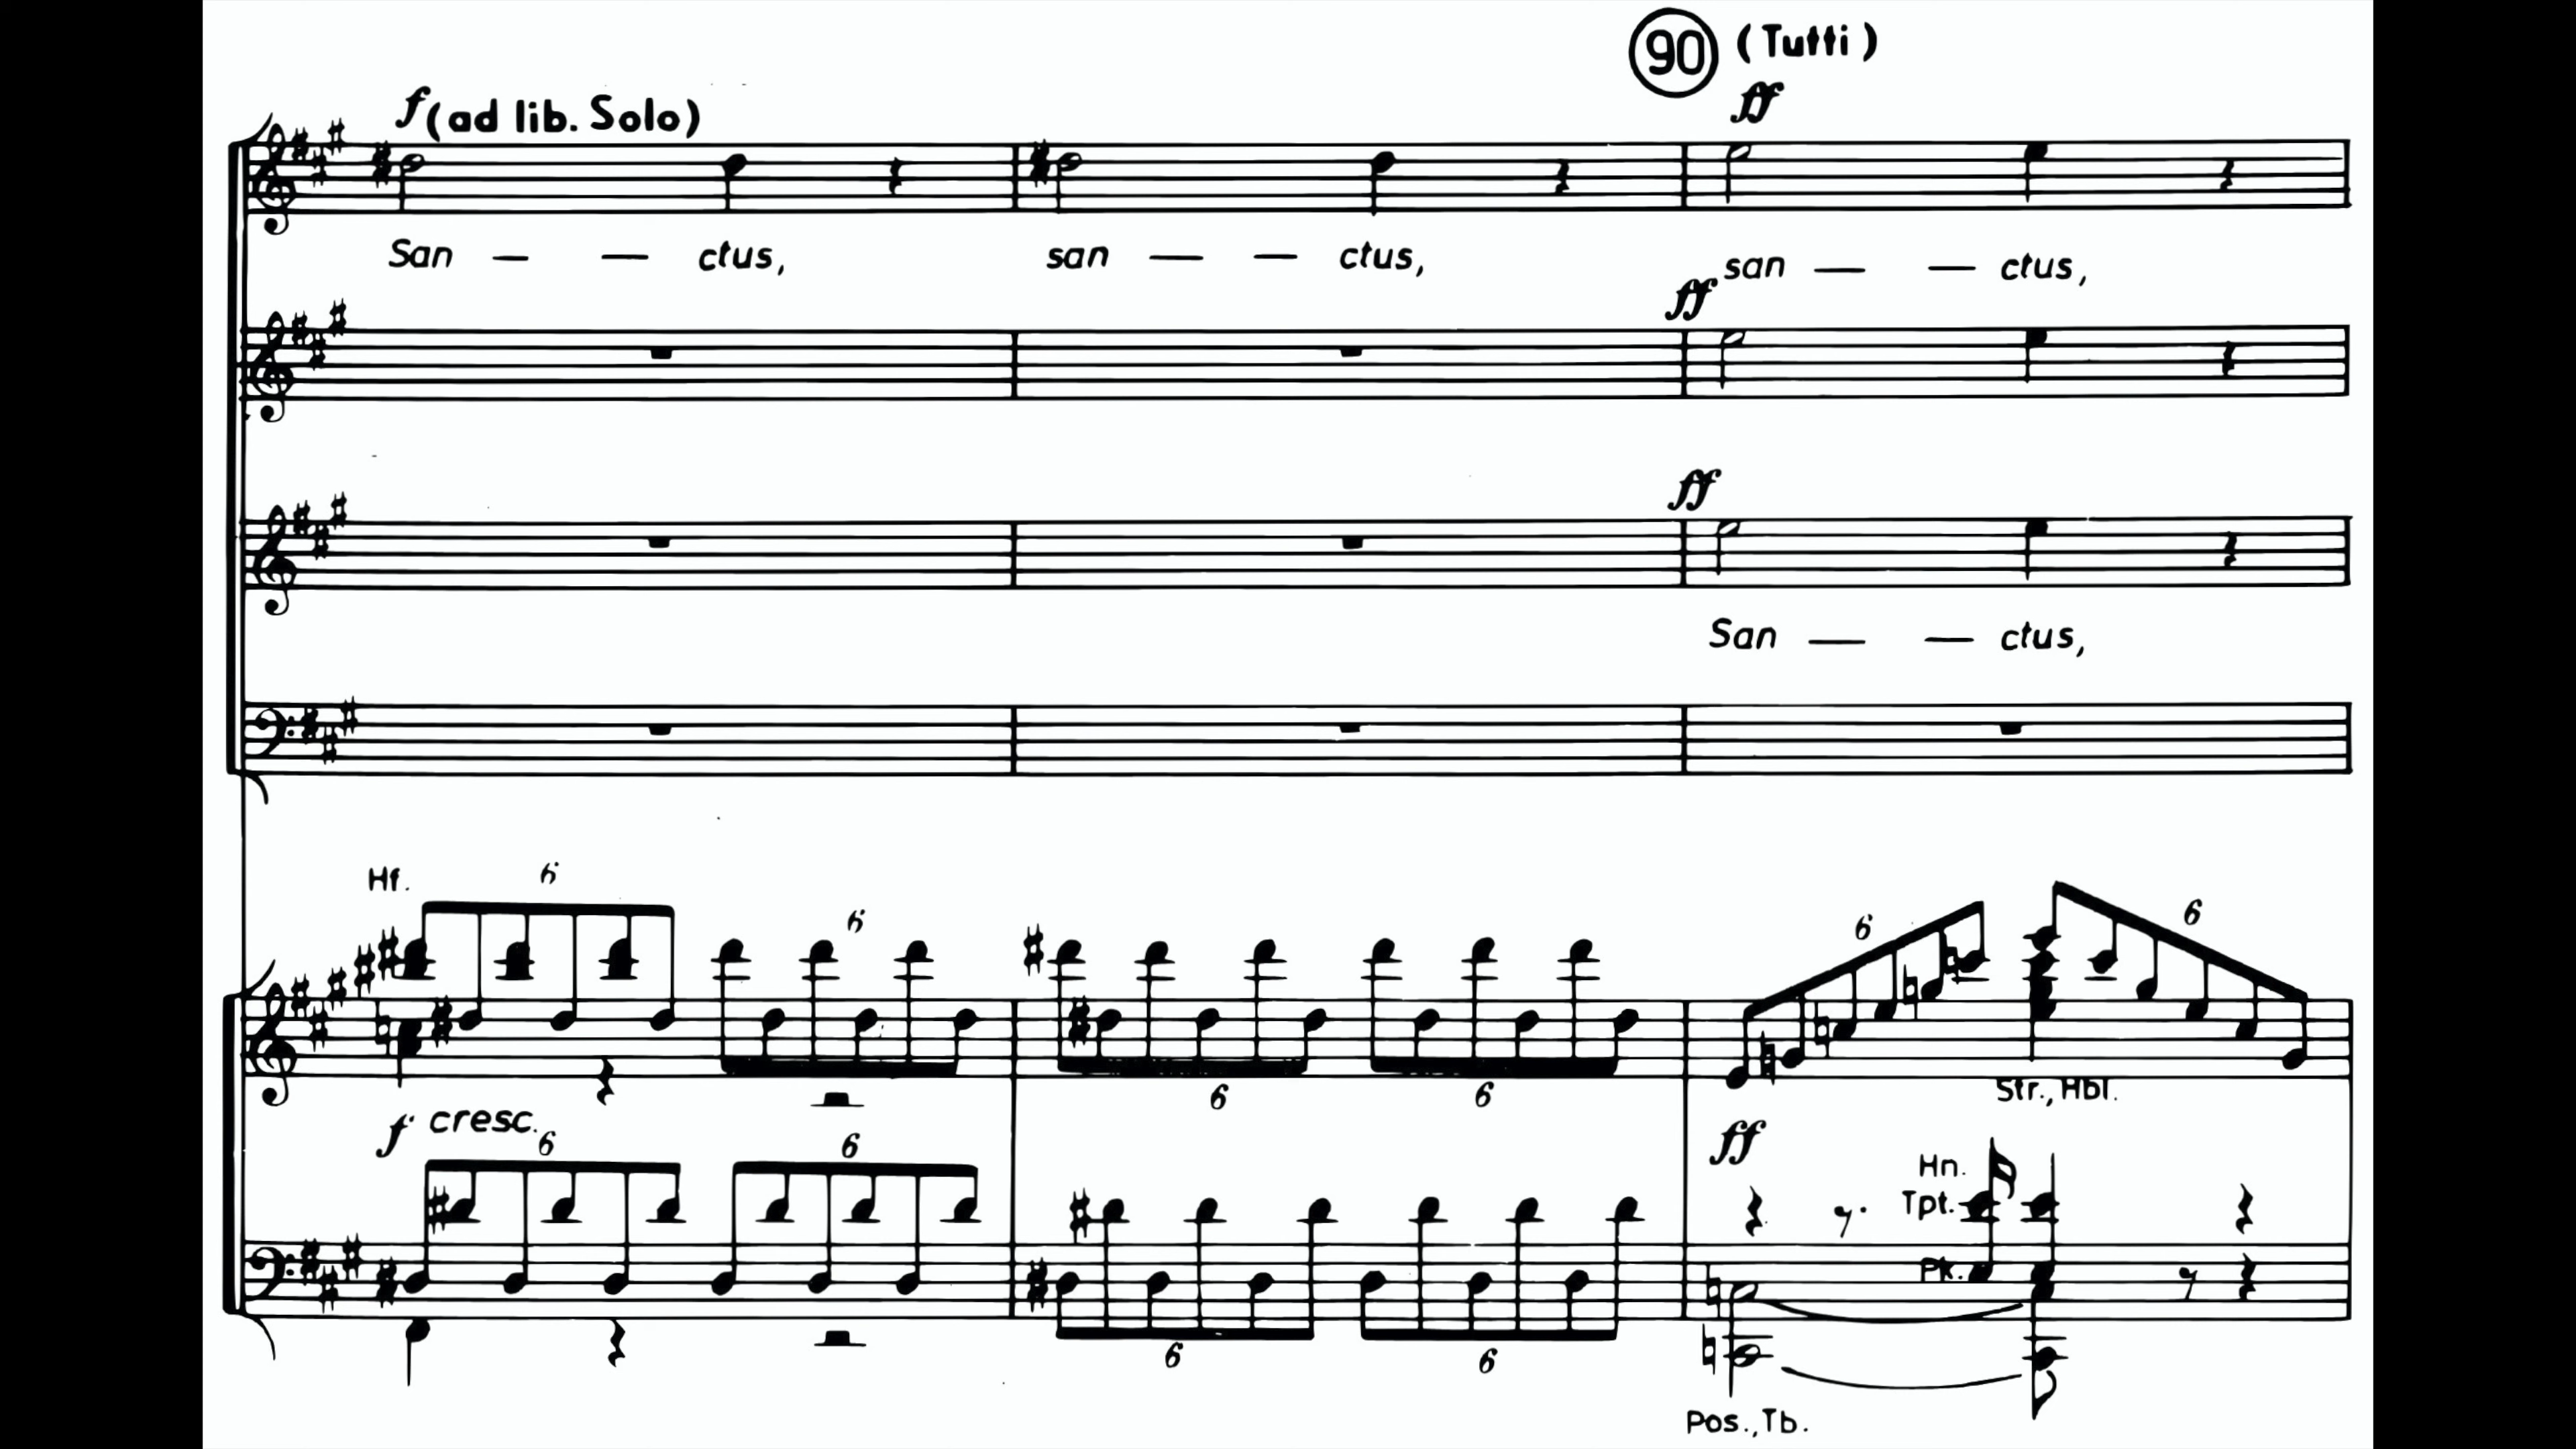 90 (Tutti)
f (ad lib. Solo) ff
San — — ctus, san — — ctus, san — — ctus,
ff
ff
San — — ctus,
Hf. 6 6 6 6
6 6 Str., Hbl.
f cresc. ff
6 6 Hn.
Tpt.
Pk.
6 6
Pos., Tb.